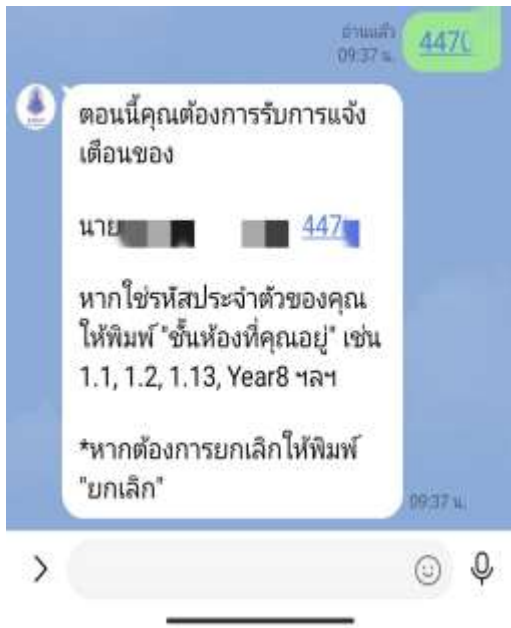 อ่านแล้ว
09:37 น.
ตอนนี้คุณต้องการรับการแจ้ง
เตือนของ
นาย 447
หากใช่รหัสประจำตัวของคุณ
ให้พิมพ์ "ชั้นห้องที่คุณอยู่" เช่น
1.1, 1.2, 1.13, Year8 ฯลฯ
*หากต้องการยกเลิกให้พิมพ์
"ยกเลิก"
09:37 น.